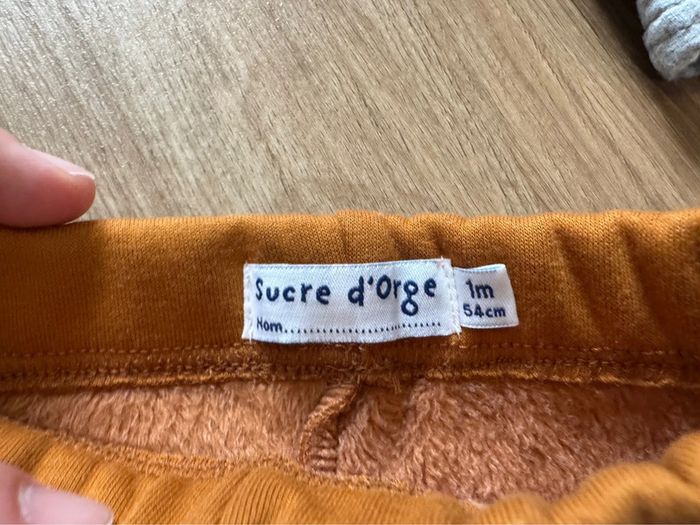 Sucre d'Orge
Nom..............................
1m
54cm